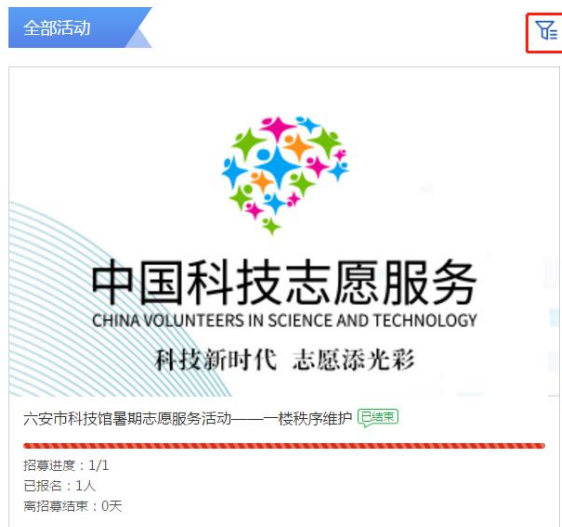 全部活动
中国科技志愿服务
CHINA VOLUNTEERS IN SCIENCE AND TECHNOLOGY
科技新时代 志愿添光彩
六安市科技馆暑期志愿服务活动——一楼秩序维护 已结束
招募进度：1/1
已报名：1人
离招募结束：0天